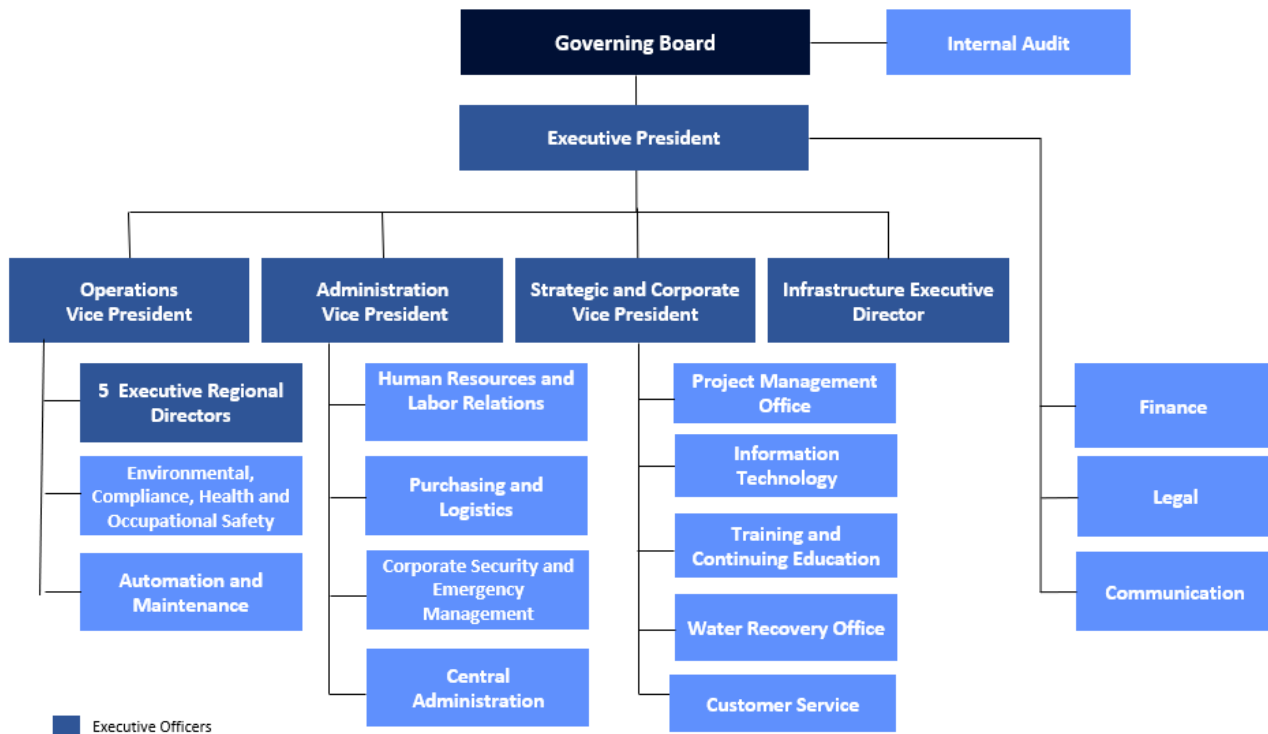 Governing Board
Internal Audit
Executive President
Operations
Vice President
Administration
Vice President
Strategic and Corporate
Vice President
Infrastructure Executive
Director
5 Executive Regional
Directors
Environmental,
Compliance, Health and
Occupational Safety
Automation and
Maintenance
Human Resources and
Labor Relations
Purchasing and
Logistics
Corporate Security and
Emergency
Management
Central
Administration
Project Management
Office
Information
Technology
Training and
Continuing Education
Water Recovery Office
Customer Service
Finance
Legal
Communication
Executive Officers